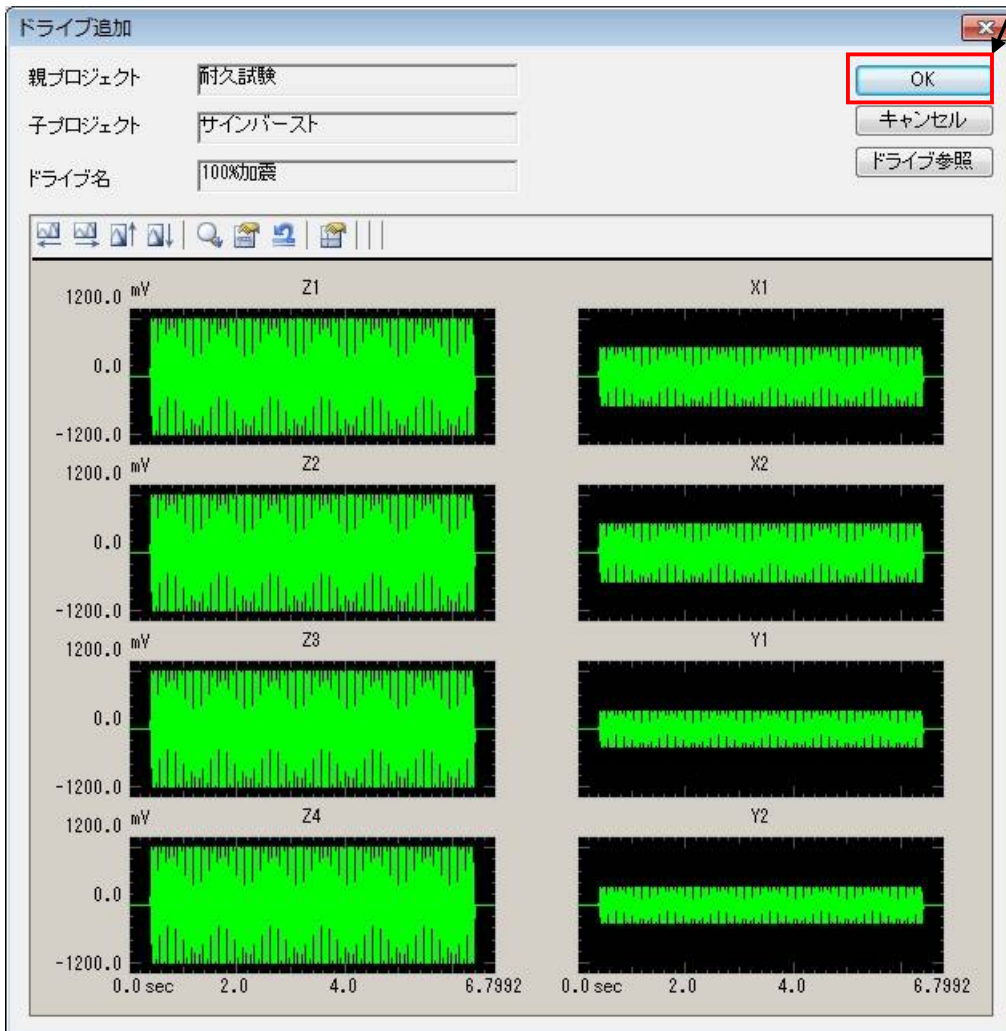 ドライブ追加
親プロジェクト 耐久試験
OK
子プロジェクト サインバースト
キャンセル
ドライブ名 100%加震
ドライブ参照
1200.0 mV Z1
0.0
-1200.0
X1
1200.0 mV Z2
0.0
-1200.0
X2
1200.0 mV Z3
0.0
-1200.0
Y1
1200.0 mV Z4
0.0
-1200.0
0.0 sec 2.0 4.0 6.7992
Y2
0.0 sec 2.0 4.0 6.7992